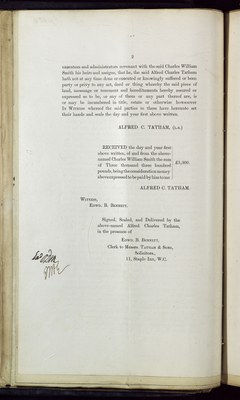 7
executors and administrators covenant with the said Charles William
Smith his heirs and assigns, that he, the said Alfred Charles Tatham
hath not at any time done or executed or knowingly suffered or been
party or privy to any act, deed or thing whereby the said piece of
land, messuage or tenement and hereditaments hereby assured or
expressed so to be, or any of them or any part thereof are, is
or may be incumbered in title, estate or otherwise howsoever
In Witness whereof the said parties to these have hereunto set
their hands and seals the day and year first above written.
ALFRED C. TATHAM, (L.S.)
RECEIVED the day and year first
above written, of and from the above-
named Charles William Smith the sum
of Three thousand three hundred
pounds, being the consideration money
above expressed to be paid by him to me
ALFRED C. TATHAM.
Witness,
Edwd. B. Bennett.
Signed, Sealed, and Delivered by the
above-named Alfred Charles Tatham,
in the presence of
Edwd. B. Bennett,
Clerk to Messrs. Tatham & Sons,
Solicitors,
Staple Inn, W.C.